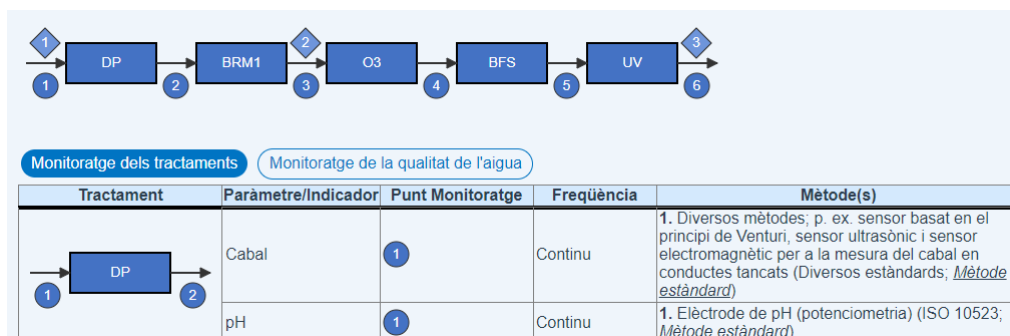 1 2 3
DP BRM1 O3 BFS UV
1 2 3 4 5 6
Monitoratge dels tractaments Monitoratge de la qualitat de l'aigua
Tractament Paràmetre/Indicador Punt Monitoratge Freqüència Mètode(s)
DP
1 2
Cabal 1 Continu
1. Diversos mètodes; p. ex. sensor basat en el
principi de Venturi, sensor ultrasònic i sensor
electromagnètic per a la mesura del cabal en
conductes tancats (Diversos estàndards; Mètode
estàndard)
pH 1 Continu
1. Elèctrode de pH (potenciometria) (ISO 10523;
Mètode estàndard)